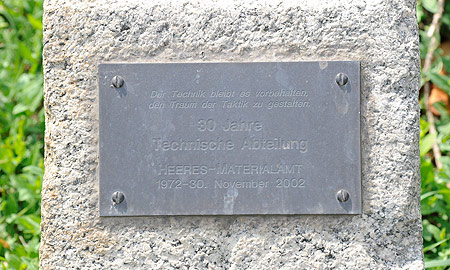 Der Technik bleibt es vorbehalten,
den Traum der Taktik zu gestalten.
30 Jahre
Technische Abteilung
HEERES-MATERIALAMT
1972-30. November 2002